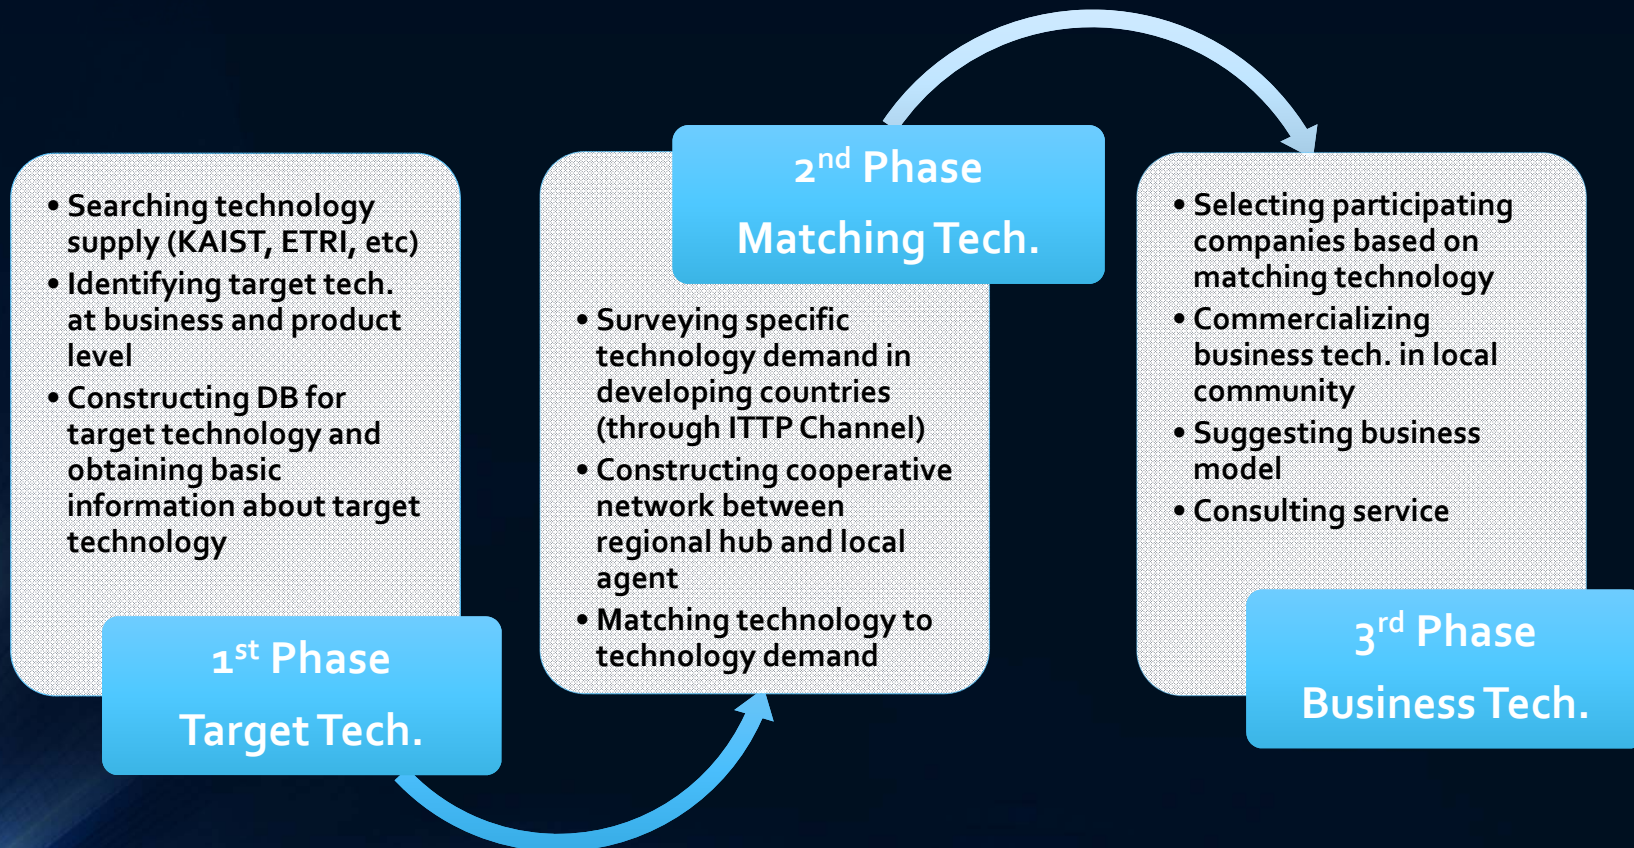 • Searching technology
supply (KAIST, ETRI, etc)
• Identifying target tech.
at business and product
level
• Constructing DB for
target technology and
obtaining basic
information about target
technology
1st Phase
Target Tech.
2nd Phase
Matching Tech.
• Surveying specific
technology demand in
developing countries
(through ITTP Channel)
• Constructing cooperative
network between
regional hub and local
agent
• Matching technology to
technology demand
• Selecting participating
companies based on
matching technology
• Commercializing
business tech. in local
community
• Suggesting business
model
• Consulting service
3rd Phase
Business Tech.